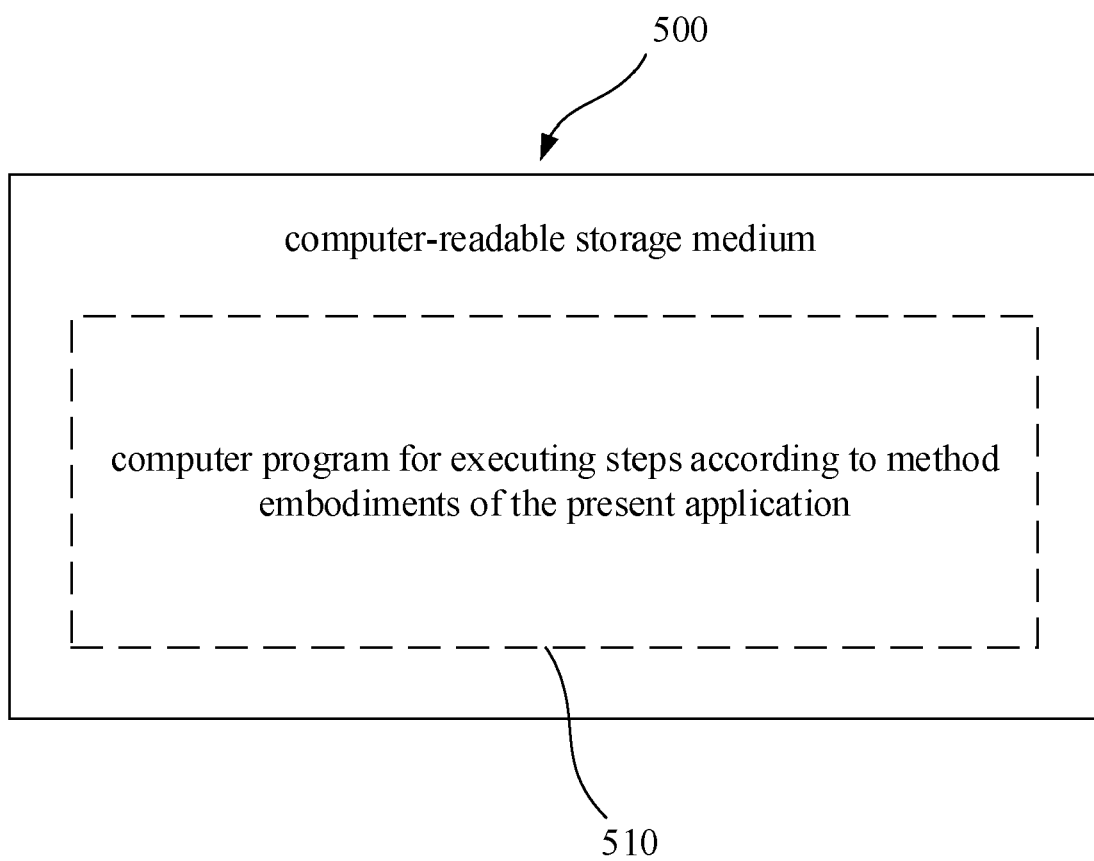 500
computer-readable storage medium
computer program for executing steps according to method
embodiments of the present application
510